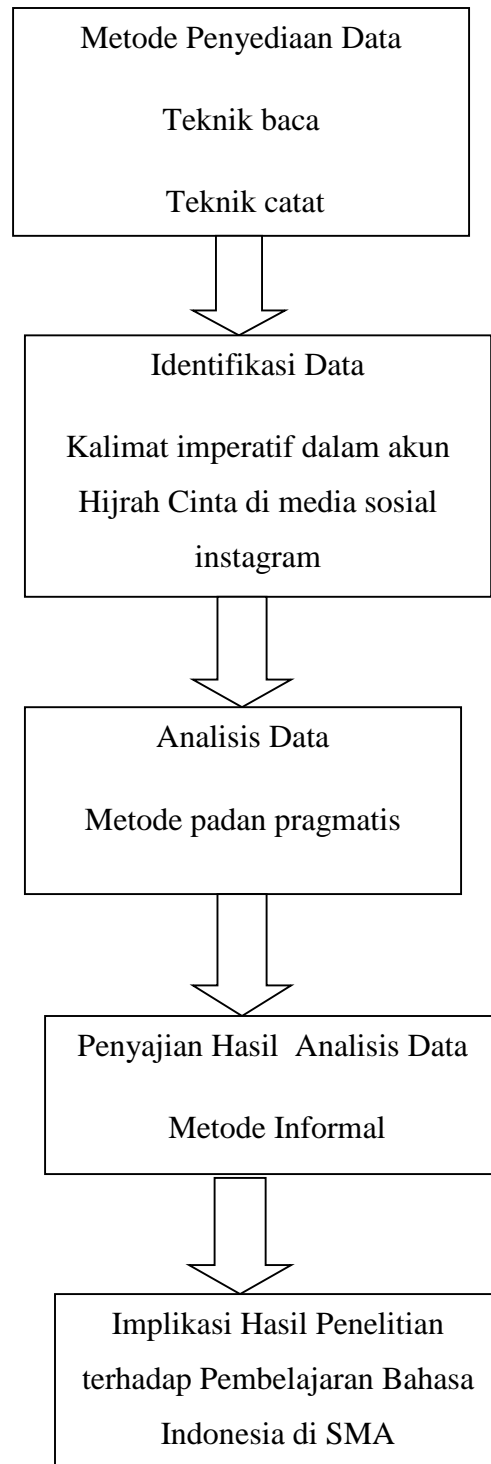 Metode Penyediaan Data
Teknik baca
Teknik catat
Identifikasi Data
Kalimat imperatif dalam akun
Hijrah Cinta di media sosial
instagram
Analisis Data
Metode padan pragmatis
Penyajian Hasil Analisis Data
Metode Informal
Implikasi Hasil Penelitian
terhadap Pembelajaran Bahasa
Indonesia di SMA